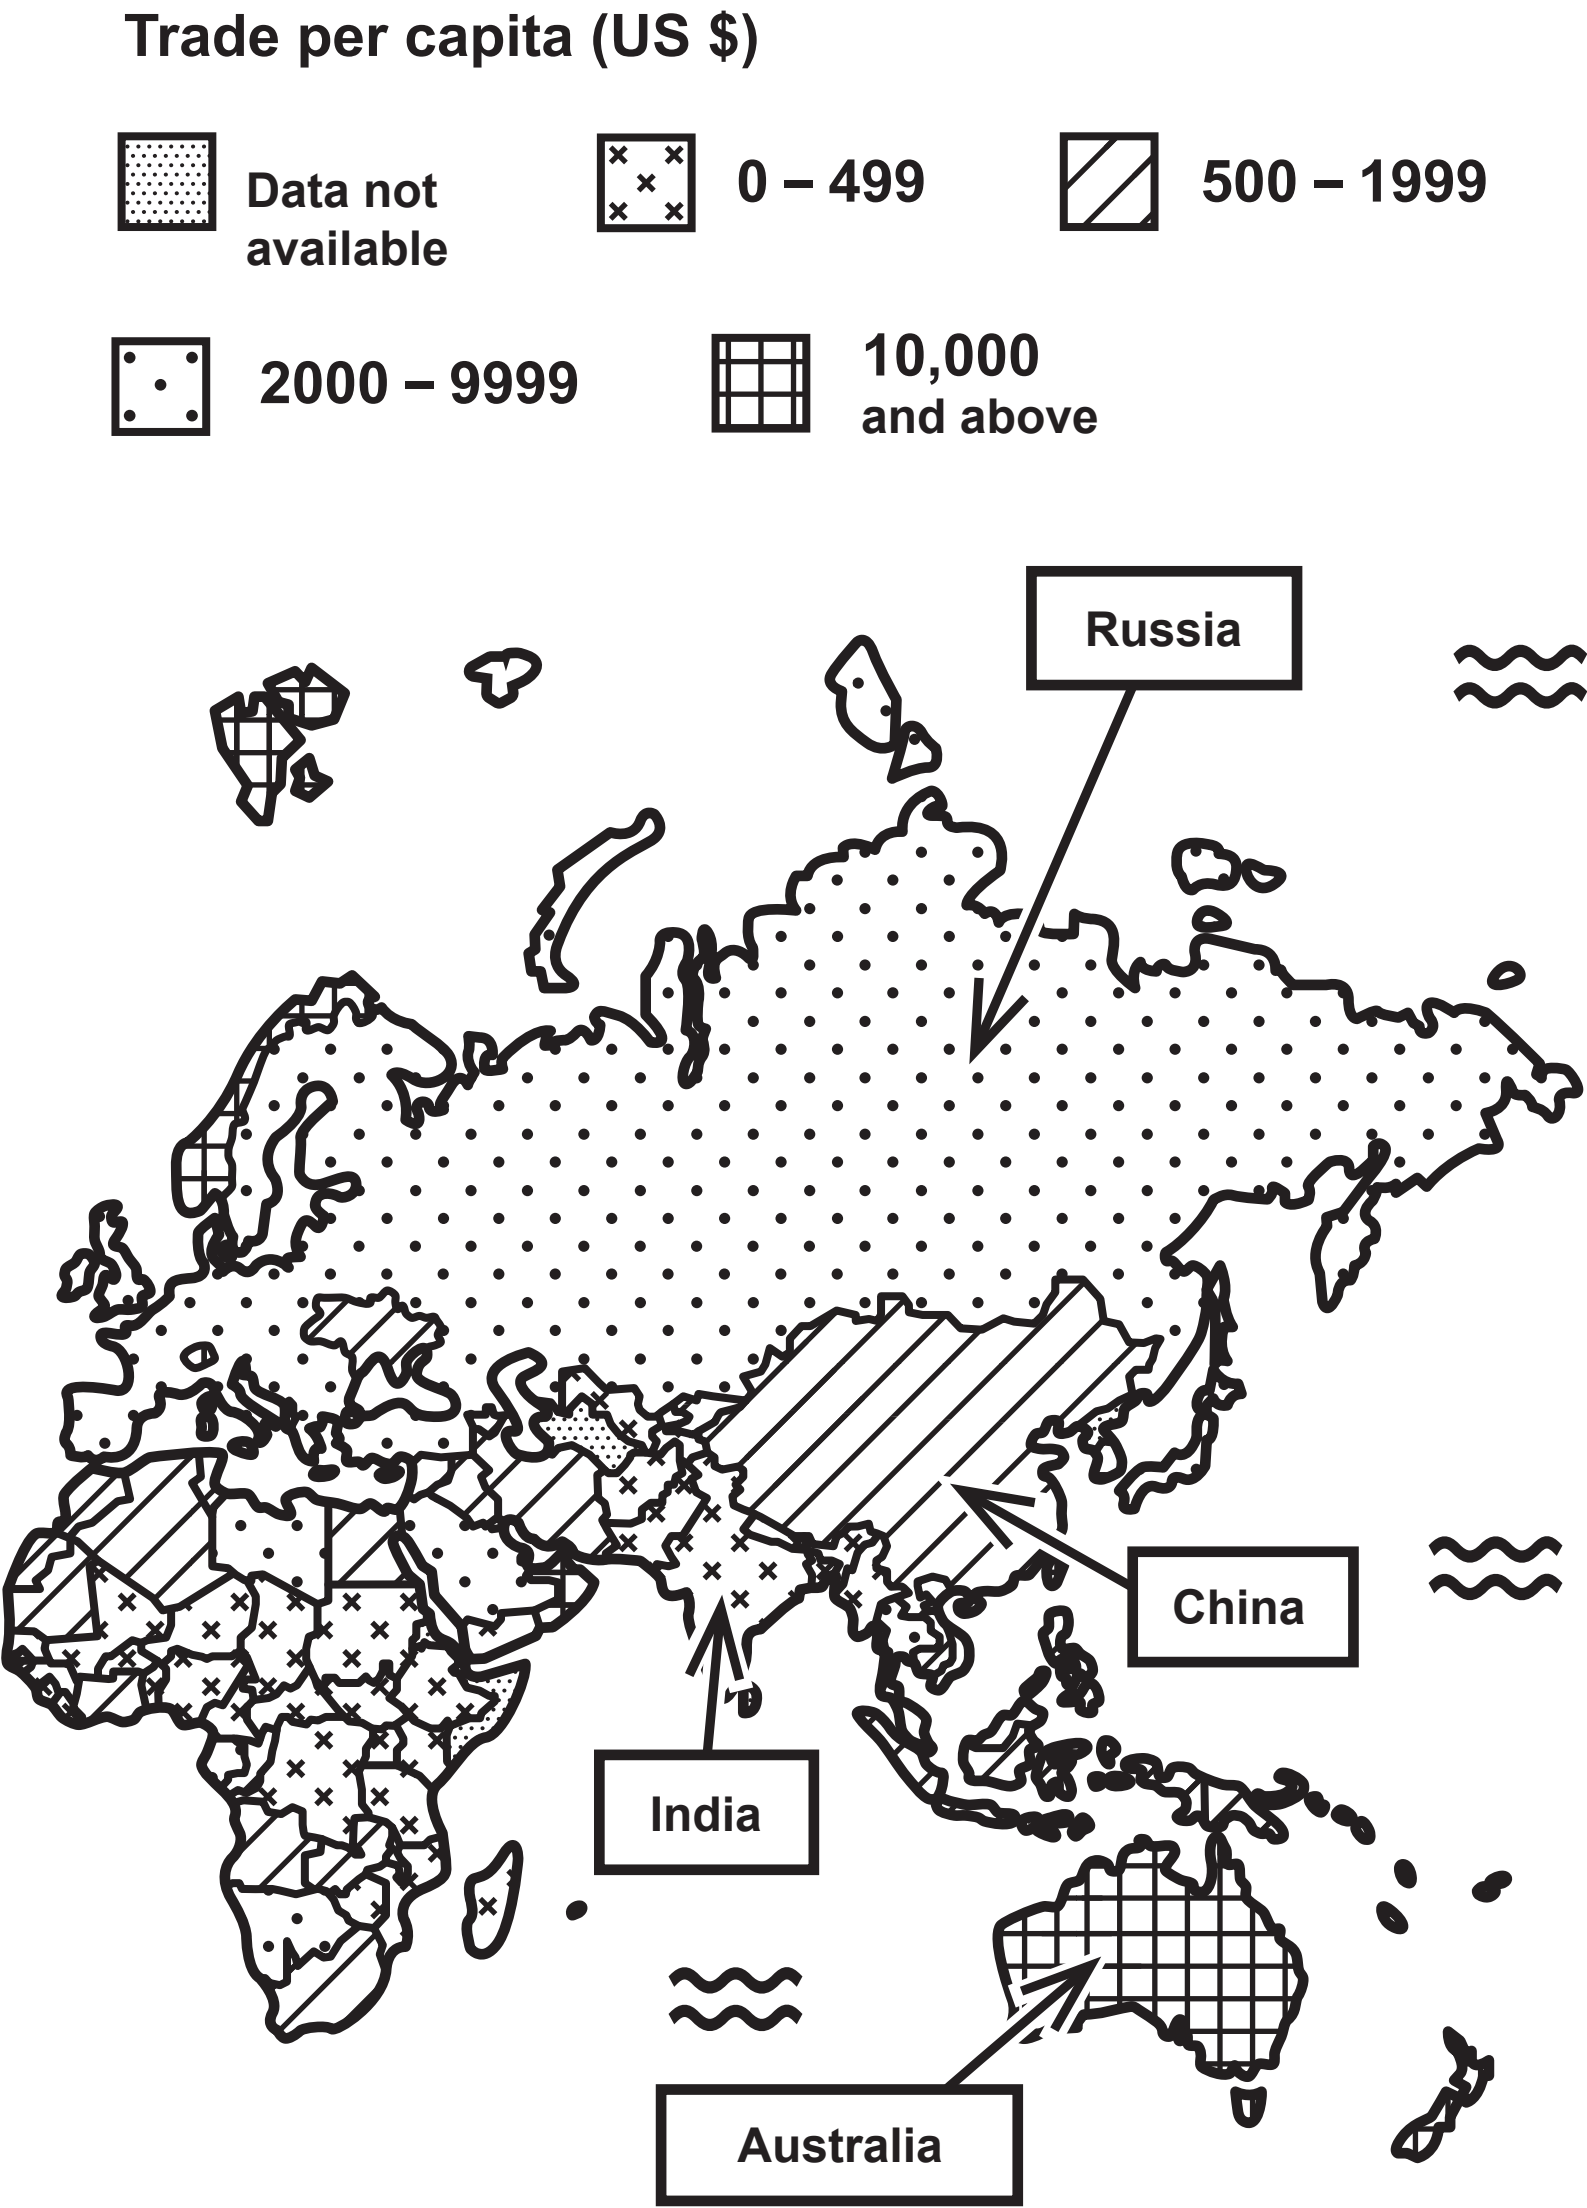 Trade per capita (US $)
Data not
available
0 – 499
500 – 1999
2000 – 9999
10,000
and above
Russia
China
India
Australia